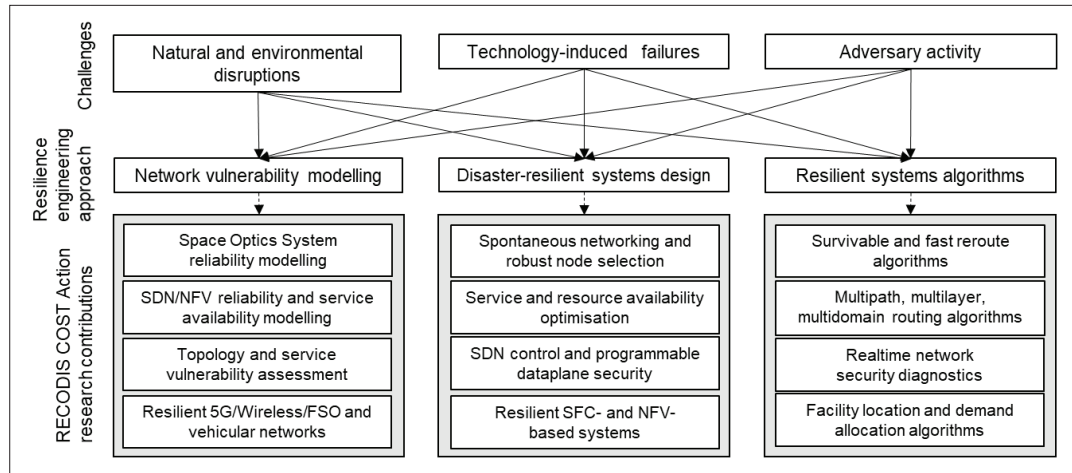 Challenges
Natural and environmental
disruptions
Technology-induced failures
Adversary activity
Resilience
engineering
approach
Network vulnerability modelling
Disaster-resilient systems design
Resilient systems algorithms
RECODIS COST Action
research contributions
Space Optics System
reliability modelling
SDN/NFV reliability and service
availability modelling
Topology and service
vulnerability assessment
Resilient 5G/Wireless/FSO and
vehicular networks
Spontaneous networking and
robust node selection
Service and resource availability
optimisation
SDN control and programmable
dataplane security
Resilient SFC- and NFV-
based systems
Survivable and fast reroute
algorithms
Multipath, multilayer,
multidomain routing algorithms
Realtime network
security diagnostics
Facility location and demand
allocation algorithms